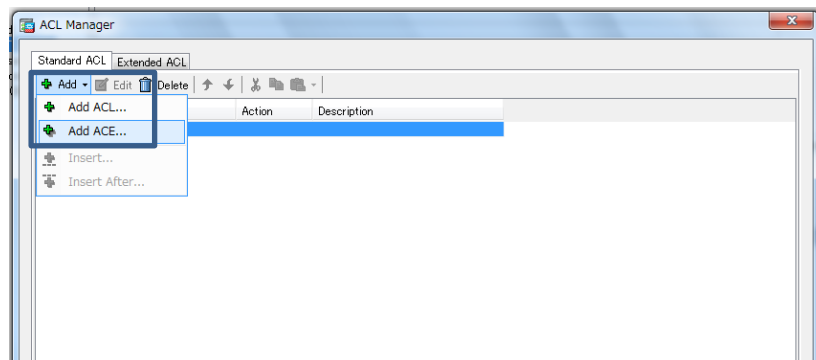 ACL Manager
Standard ACL Extended ACL
Add Edit Delete
Add ACL... Action Description
Add ACE...
Insert...
Insert After...